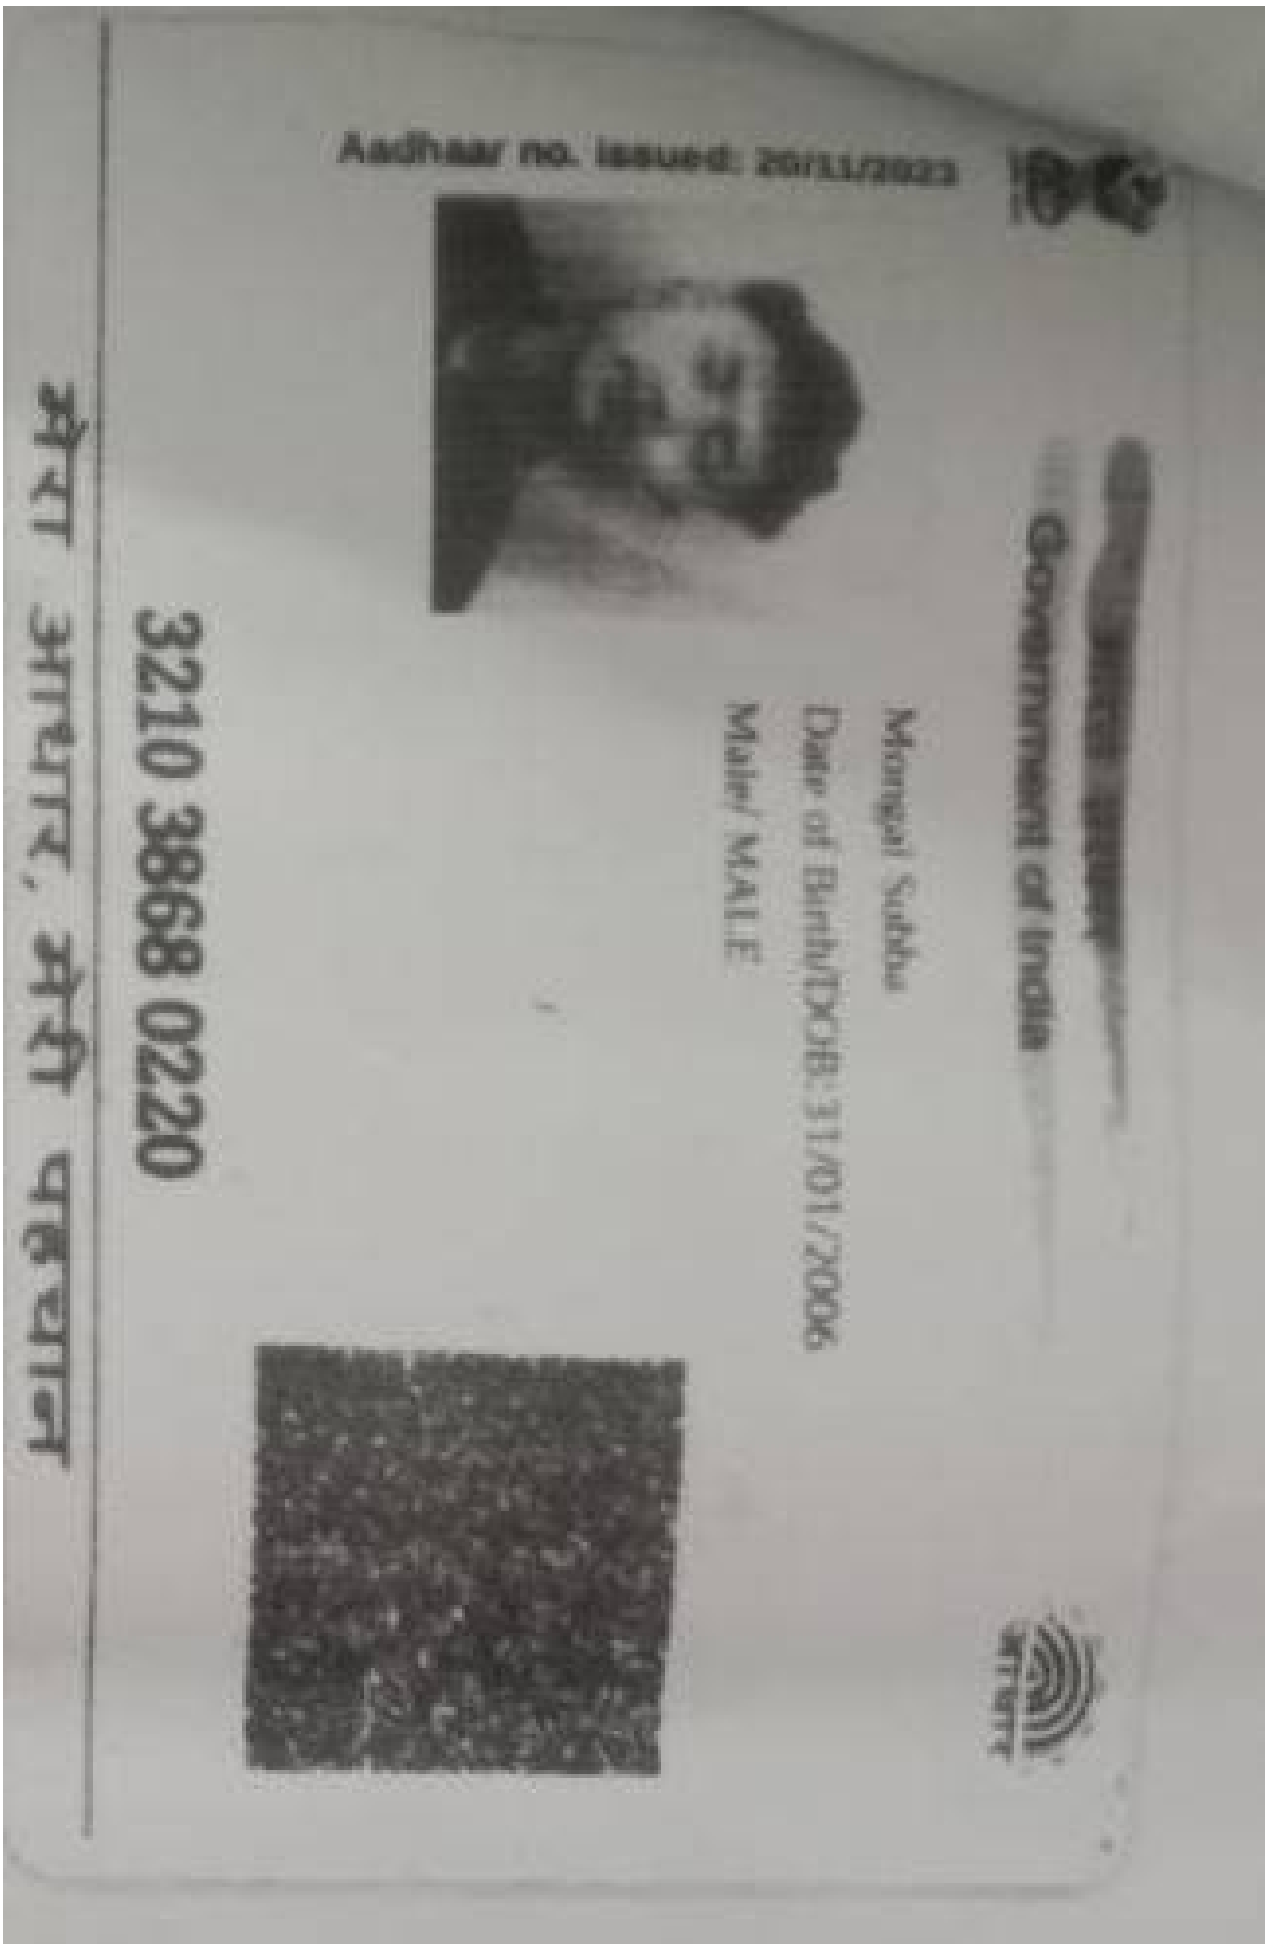 Government of India
Aadhaar no. issued: 20/11/2023
Mongal Subba
Date of Birth/DOB: 31/01/2006
Male/ MALE
आधार
3210 3868 0220
मेरा आधार, मेरी पहचान